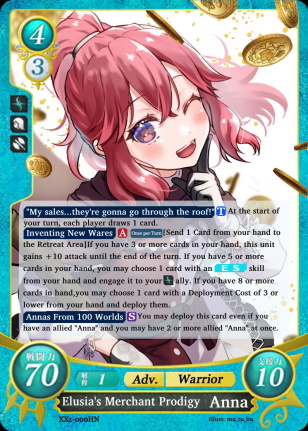 4
3
"My sales...they're gonna go through the roof!" T At the start of
your turn, each player draws 1 card.
Inventing New Wares A Once per Turn [Send 1 Card from your hand to
the Retreat Area]If you have 3 or more cards in your hand, this unit
gains +10 attack until the end of the turn. If you have 5 or more
cards in your hand, you may choose 1 card with an E S skill
from your hand and engage it to your ally. If you have 8 or more
cards in hand,you may choose 1 card with a Deployment Cost of 3 or
lower from your hand and deploy them.
Annas From 100 Worlds S You may deploy this card even if you
have an allied "Anna" and you may have 2 or more allied "Anna" at once.
戦闘力
70
射程 1
Adv.
Warrior
支援力
10
Elusia's Merchant Prodigy Anna
XX1-000HN